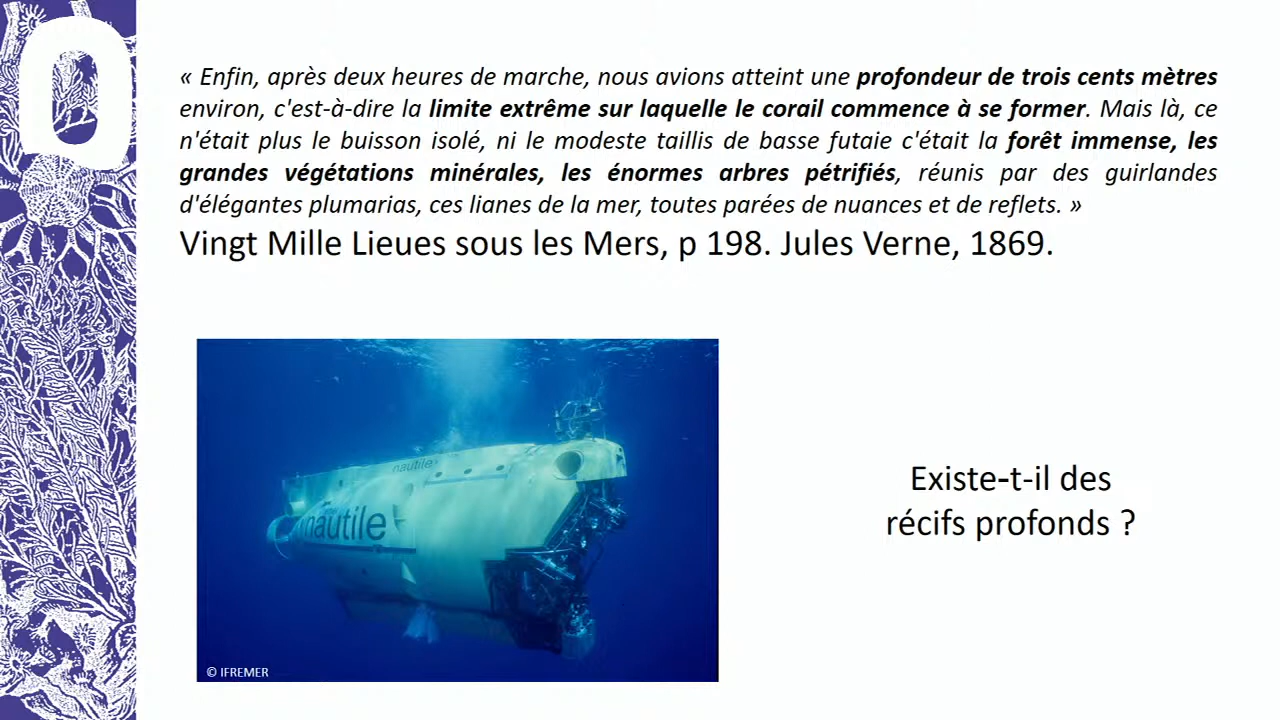 « Enfin, après deux heures de marche, nous avions atteint une profondeur de trois cents mètres
environ, c'est-à-dire la limite extrême sur laquelle le corail commence à se former. Mais là, ce
n'était plus le buisson isolé, ni le modeste taillis de basse futaie c'était la forêt immense, les
grandes végétations minérales, les énormes arbres pétrifiés, réunis par des guirlandes
d'élégantes plumarias, ces lianes de la mer, toutes parées de nuances et de reflets. »
Vingt Mille Lieues sous les Mers, p 198. Jules Verne, 1869.
nautile
nautile
© IFREMER
Existe-t-il des
récifs profonds ?